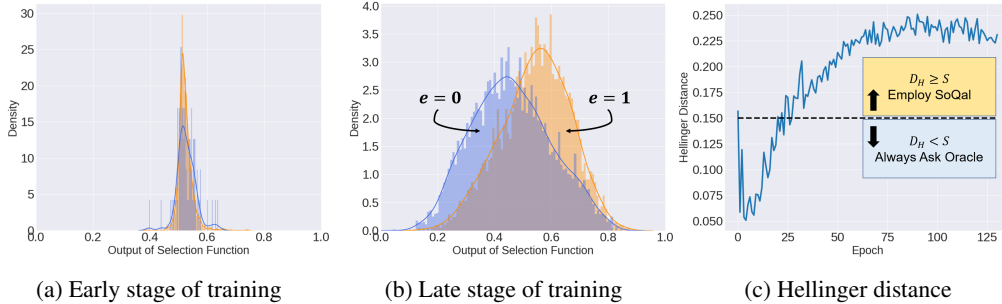 30
25
20
15
10
5
0
Density
0.0 0.2 0.4 0.6 0.8 1.0
Output of Selection Function
(a) Early stage of training
4.0
3.5
3.0
2.5
2.0
1.5
1.0
0.5
0.0
Density
e = 0
e = 1
0.0 0.2 0.4 0.6 0.8 1.0
Output of Selection Function
(b) Late stage of training
0.250
0.225
0.200
0.175
0.150
0.125
0.100
0.075
0.050
Hellinger Distance
D_H ≥ S
Employ SoQal
D_H < S
Always Ask Oracle
0 25 50 75 100 125
Epoch
(c) Hellinger distance